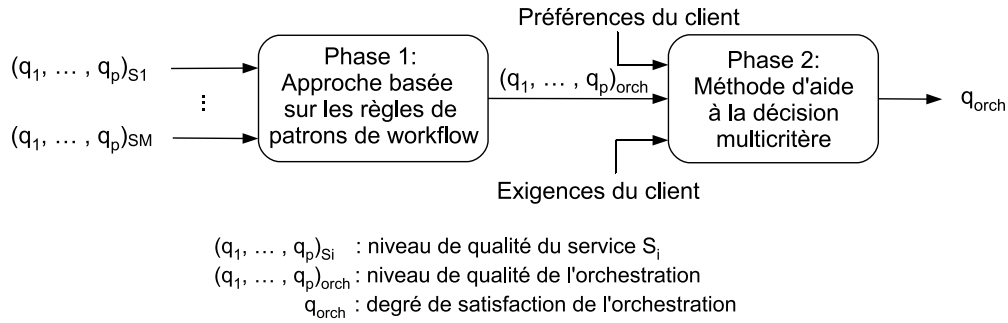 Préférences du client
(q1, … , qp)S1
⋮
(q1, … , qp)SM
Phase 1:
Approche basée
sur les règles de
patrons de workflow
(q1, … , qp)orch
Phase 2:
Méthode d'aide
à la décision
multicritère
qorch
Exigences du client
(q1, … , qp)Si : niveau de qualité du service Si
(q1, … , qp)orch : niveau de qualité de l'orchestration
qorch : degré de satisfaction de l'orchestration